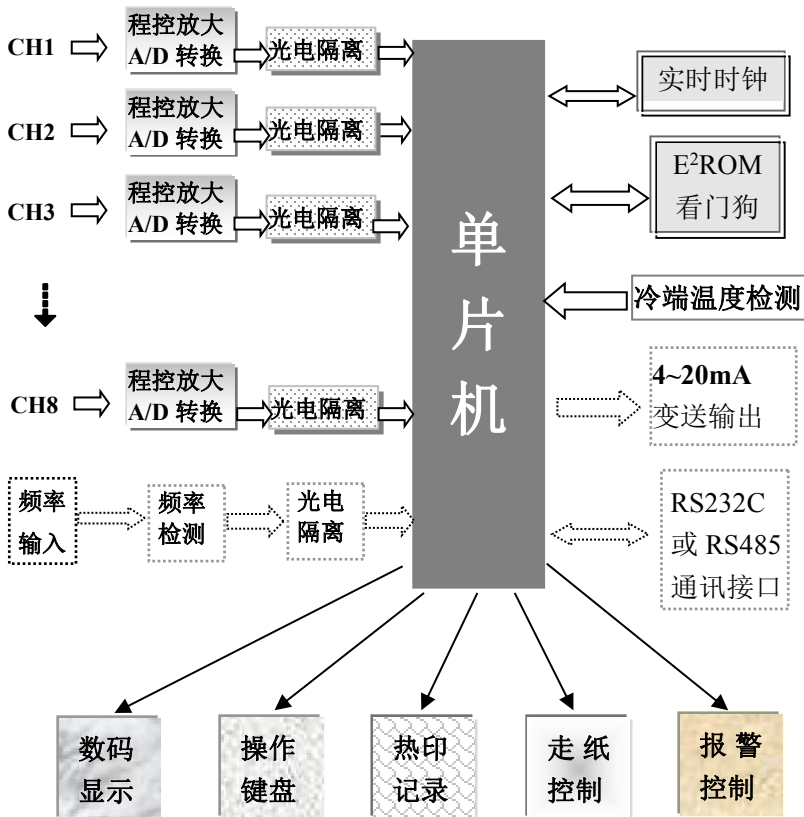 CH1
程控放大
A/D 转换
光电隔离
CH2
程控放大
A/D 转换
光电隔离
CH3
程控放大
A/D 转换
光电隔离
CH8
程控放大
A/D 转换
光电隔离
频率
输入
频率
检测
光电
隔离
单
片
机
实时时钟
E²ROM
看门狗
冷端温度检测
4~20mA
变送输出
RS232C
或 RS485
通讯接口
数码
显示
操作
键盘
热印
记录
走 纸
控制
报 警
控制